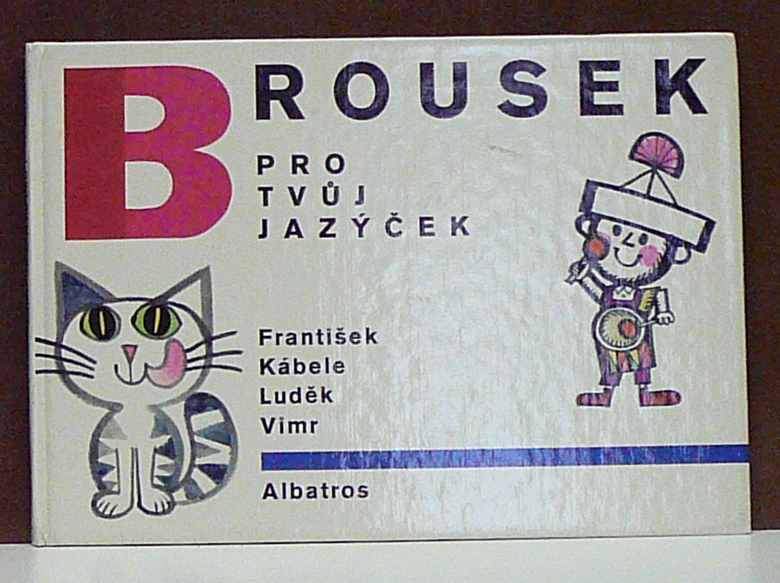 BROUSEK
PRO
TVŮJ
JAZÝČEK
František
Kábele
Luděk
Vimr
Albatros